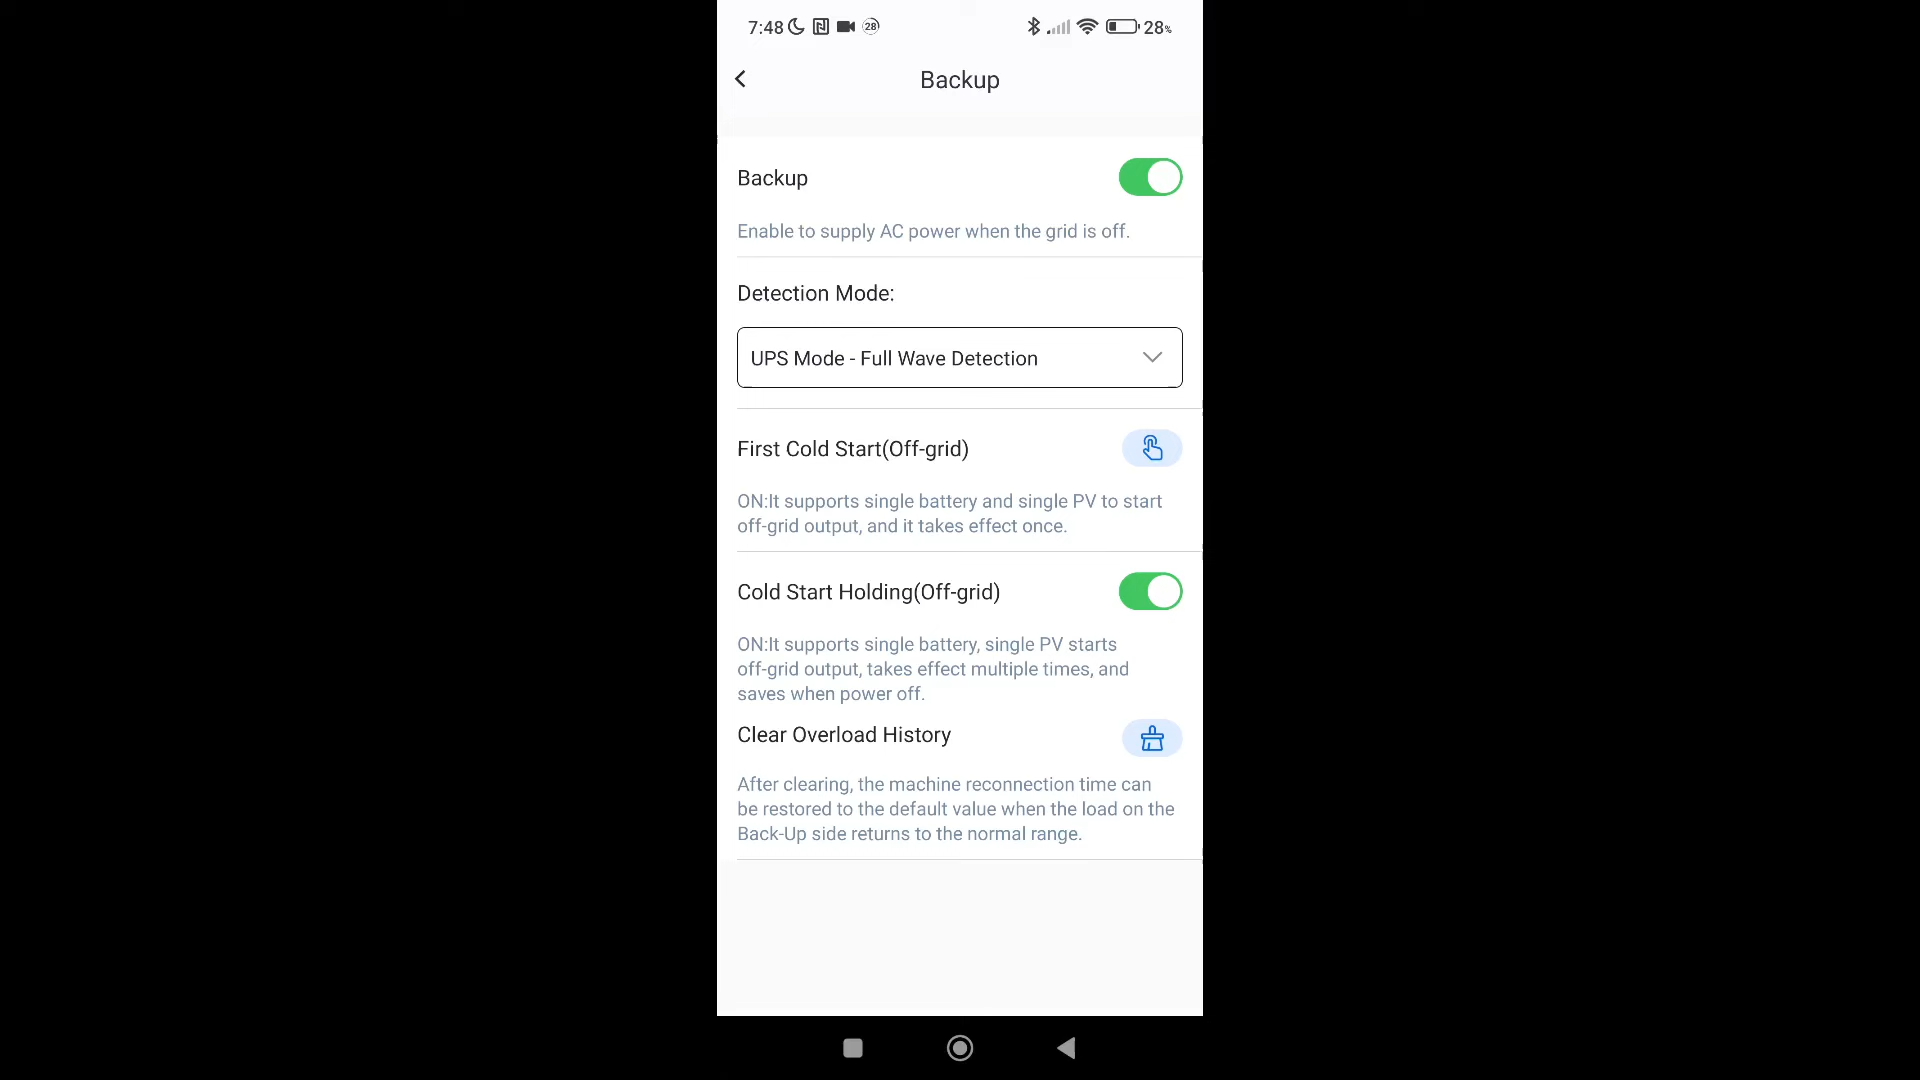 7:48 28 28%
Backup
Backup
Enable to supply AC power when the grid is off.
Detection Mode:
UPS Mode - Full Wave Detection
First Cold Start(Off-grid)
ON:It supports single battery and single PV to start
off-grid output, and it takes effect once.
Cold Start Holding(Off-grid)
ON:It supports single battery, single PV starts
off-grid output, takes effect multiple times, and
saves when power off.
Clear Overload History
After clearing, the machine reconnection time can
be restored to the default value when the load on the
Back-Up side returns to the normal range.